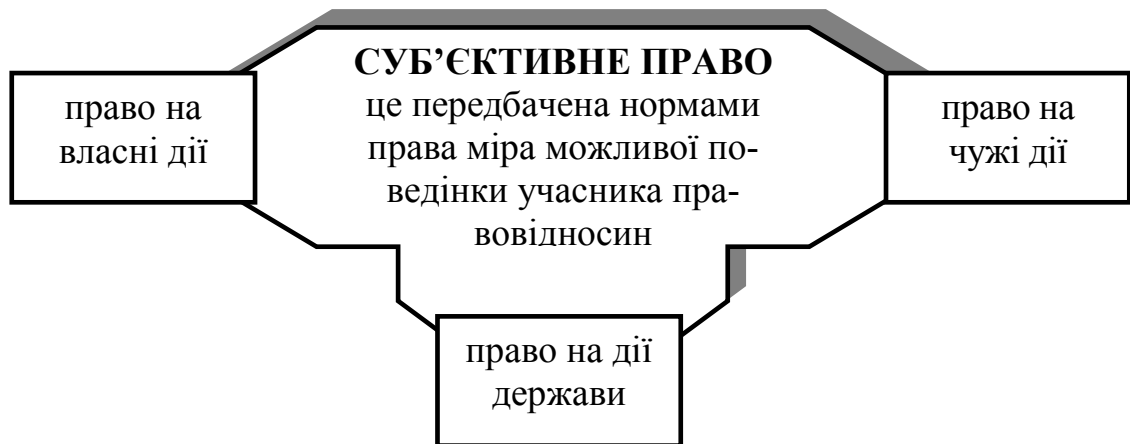 СУБ’ЄКТИВНЕ ПРАВО
це передбачена нормами
права міра можливої по-
ведінки учасника пра-
вовідносин
право на
власні дії
право на
чужі дії
право на дії
держави